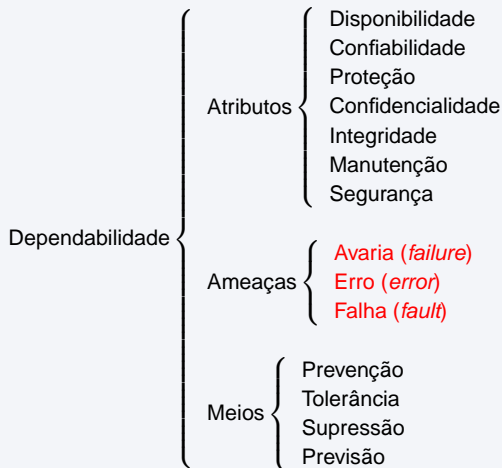 Dependabilidade
Atributos
Disponibilidade
Confiabilidade
Proteção
Confidencialidade
Integridade
Manutenção
Segurança
Ameaças
Avaria (failure)
Erro (error)
Falha (fault)
Meios
Prevenção
Tolerância
Supressão
Previsão